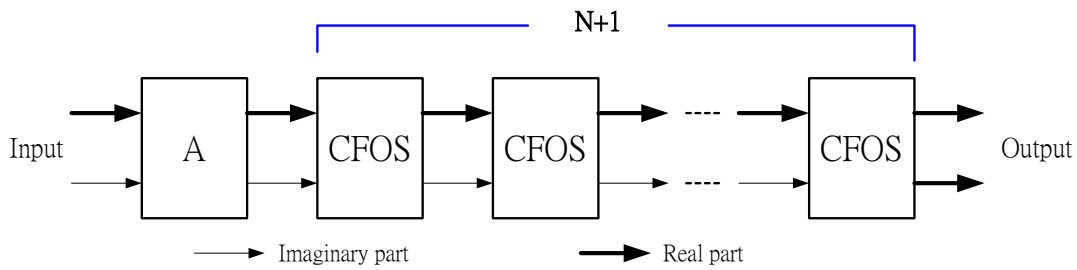 N+1
Input
A
CFOS
CFOS
CFOS
Output
Imaginary part
Real part